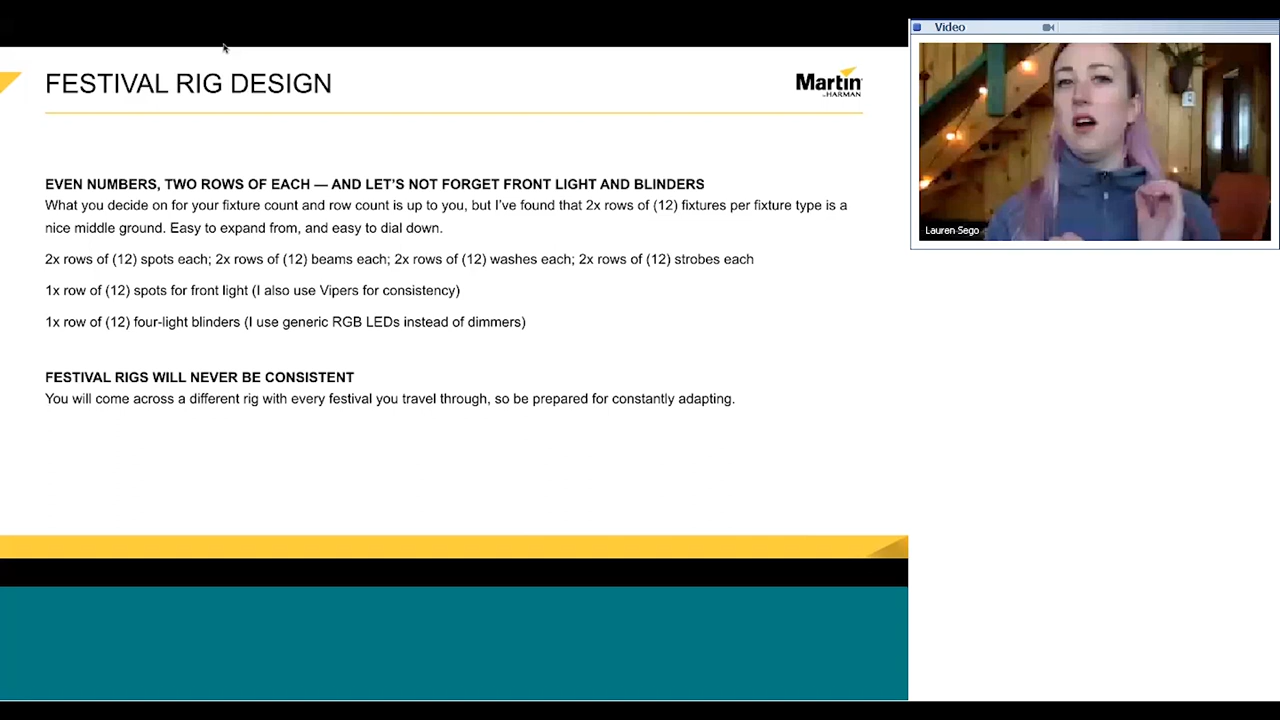 Video
FESTIVAL RIG DESIGN
Martin
by HARMAN
EVEN NUMBERS, TWO ROWS OF EACH — AND LET'S NOT FORGET FRONT LIGHT AND BLINDERS
What you decide on for your fixture count and row count is up to you, but I've found that 2x rows of (12) fixtures per fixture type is a
nice middle ground. Easy to expand from, and easy to dial down.
2x rows of (12) spots each; 2x rows of (12) beams each; 2x rows of (12) washes each; 2x rows of (12) strobes each
1x row of (12) spots for front light (I also use Vipers for consistency)
1x row of (12) four-light blinders (I use generic RGB LEDs instead of dimmers)
FESTIVAL RIGS WILL NEVER BE CONSISTENT
You will come across a different rig with every festival you travel through, so be prepared for constantly adapting.
Lauren Sego